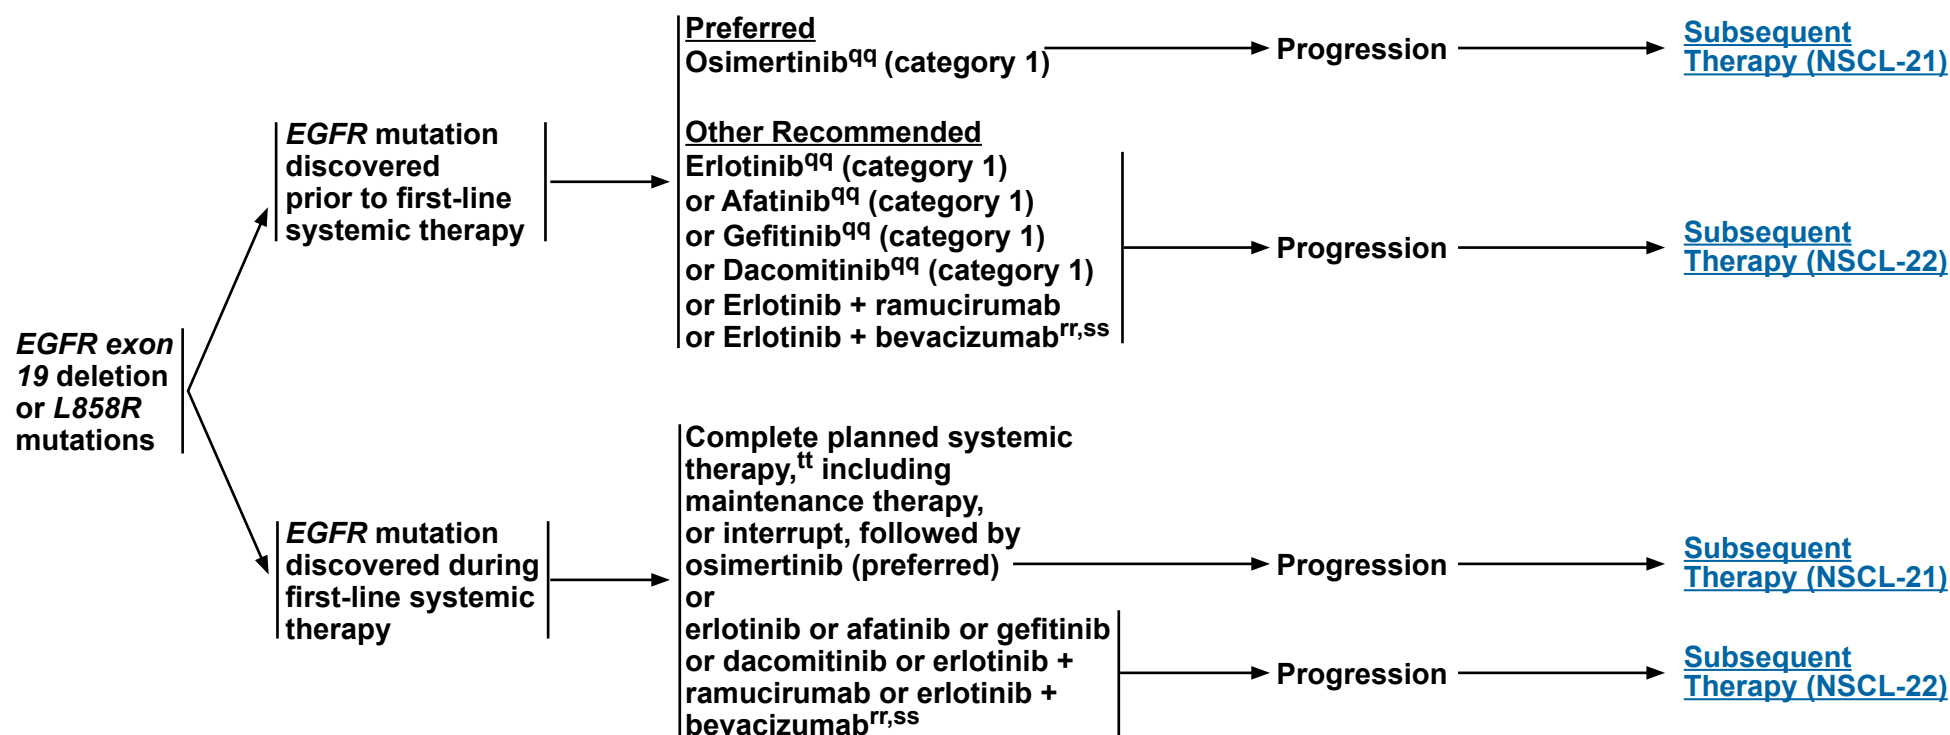 EGFR exon
19 deletion
or L858R
mutations
EGFR mutation
discovered
prior to first-line
systemic therapy
Preferred
Osimertinibqq (category 1)
Progression
Subsequent
Therapy (NSCL-21)
Other Recommended
Erlotinibqq (category 1)
or Afatinibqq (category 1)
or Gefitinibqq (category 1)
or Dacomitinibqq (category 1)
or Erlotinib + ramucirumab
or Erlotinib + bevacizumabrr,ss
Progression
Subsequent
Therapy (NSCL-22)
EGFR mutation
discovered during
first-line systemic
therapy
Complete planned systemic
therapy,tt including
maintenance therapy,
or interrupt, followed by
osimertinib (preferred)
Progression
Subsequent
Therapy (NSCL-21)
or
erlotinib or afatinib or gefitinib
or dacomitinib or erlotinib +
ramucirumab or erlotinib +
bevacizumabrr,ss
Progression
Subsequent
Therapy (NSCL-22)